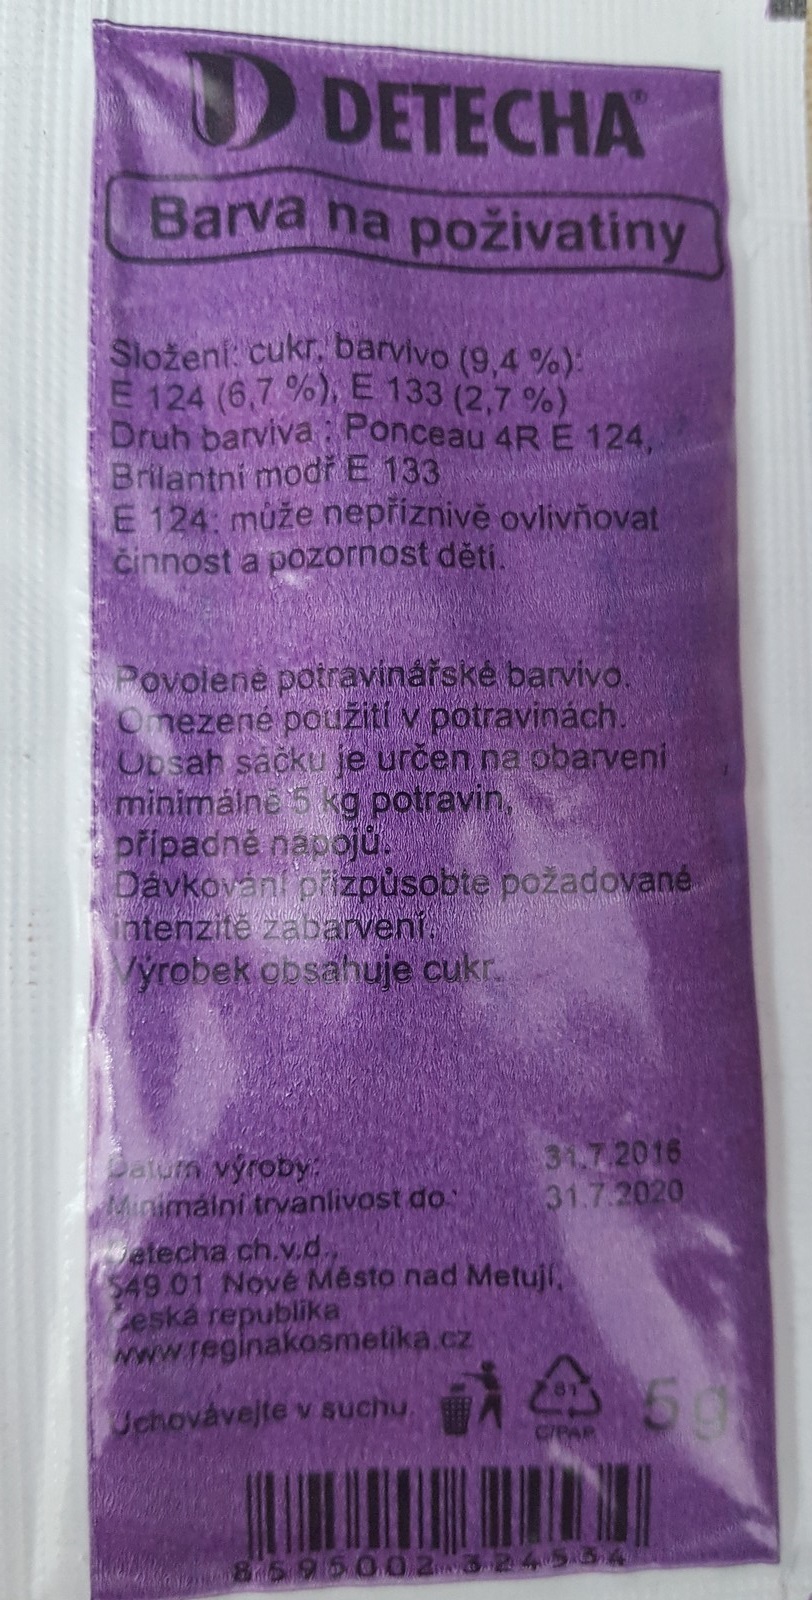 DETECHA®
Barva na poživatiny
Složení: cukr, barvivo (9,4 %):
E 124 (6,7 %), E 133 (2,7 %)
Druh barviva : Ponceau 4R E 124,
Brilantní modř E 133
E 124: může nepříznivě ovlivňovat
činnost a pozornost dětí.
Povolené potravinářské barvivo.
Omezené použití v potravinách.
Obsah sáčku je určen na obarvení
minimálně 5 kg potravin,
případně nápojů.
Dávkování přizpůsobte požadované
intenzitě zabarvení.
Výrobek obsahuje cukr.
Datum výroby: 31.7.2016
Minimální trvanlivost do: 31.7.2020
Detecha ch.v.d.,
549 01 Nové Město nad Metují,
Česká republika
www.reginakosmetika.cz
Uchovávejte v suchu. 81 5g
C/PAP
8 595002 324534